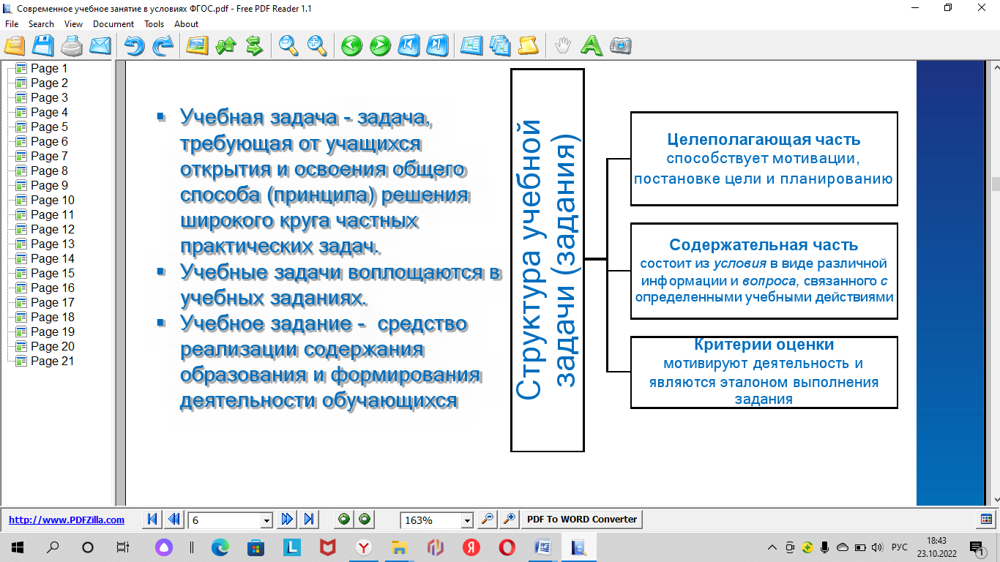 Современное учебное занятие в условиях ФГОС.pdf - Free PDF Reader 1.1
File Search View Document Tools About
Page 1
Page 2
Page 3
Page 4
Page 5
Page 6
Page 7
Page 8
Page 9
Page 10
Page 11
Page 12
Page 13
Page 14
Page 15
Page 16
Page 17
Page 18
Page 19
Page 20
Page 21
▪ Учебная задача - задача,
требующая от учащихся
открытия и освоения общего
способа (принципа) решения
широкого круга частных
практических задач.
▪ Учебные задачи воплощаются в
учебных заданиях.
▪ Учебное задание - средство
реализации содержания
образования и формирования
деятельности обучающихся
Структура учебной
задачи (задания)
Целеполагающая часть
способствует мотивации,
постановке цели и планированию
Содержательная часть
состоит из условия в виде различной
информации и вопроса, связанного с
определенными учебными действиями
Критерии оценки
мотивируют деятельность и
являются эталоном выполнения
задания
http://www.PDFZilla.com
6
163%
PDF To WORD Converter
РУС
18:43
23.10.2022
1